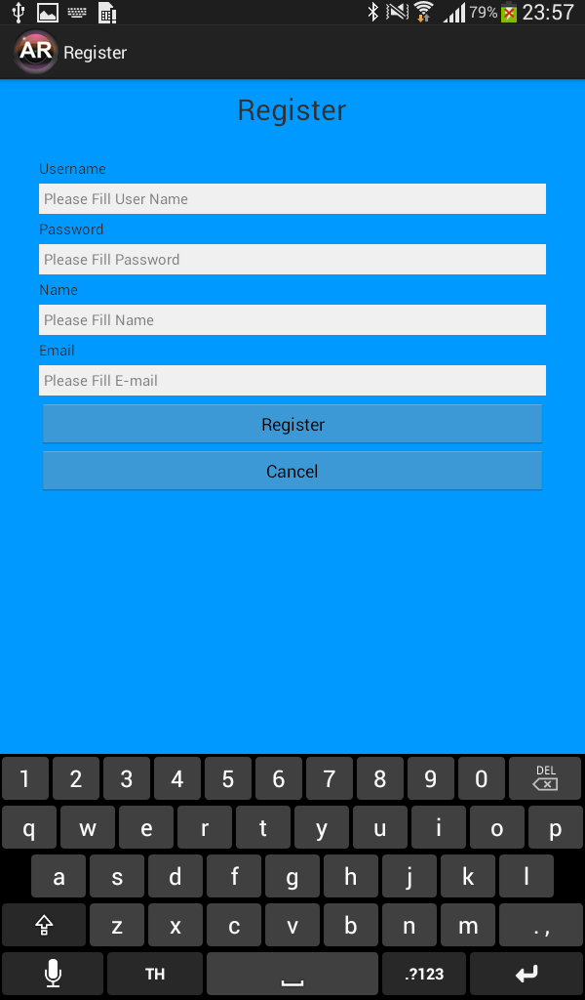 79% 23:57
AR Register
Register
Username
Please Fill User Name
Password
Please Fill Password
Name
Please Fill Name
Email
Please Fill E-mail
Register
Cancel
1 2 3 4 5 6 7 8 9 0 DEL
q w e r t y u i o p
a s d f g h j k l
z x c v b n m . ,
TH .?123